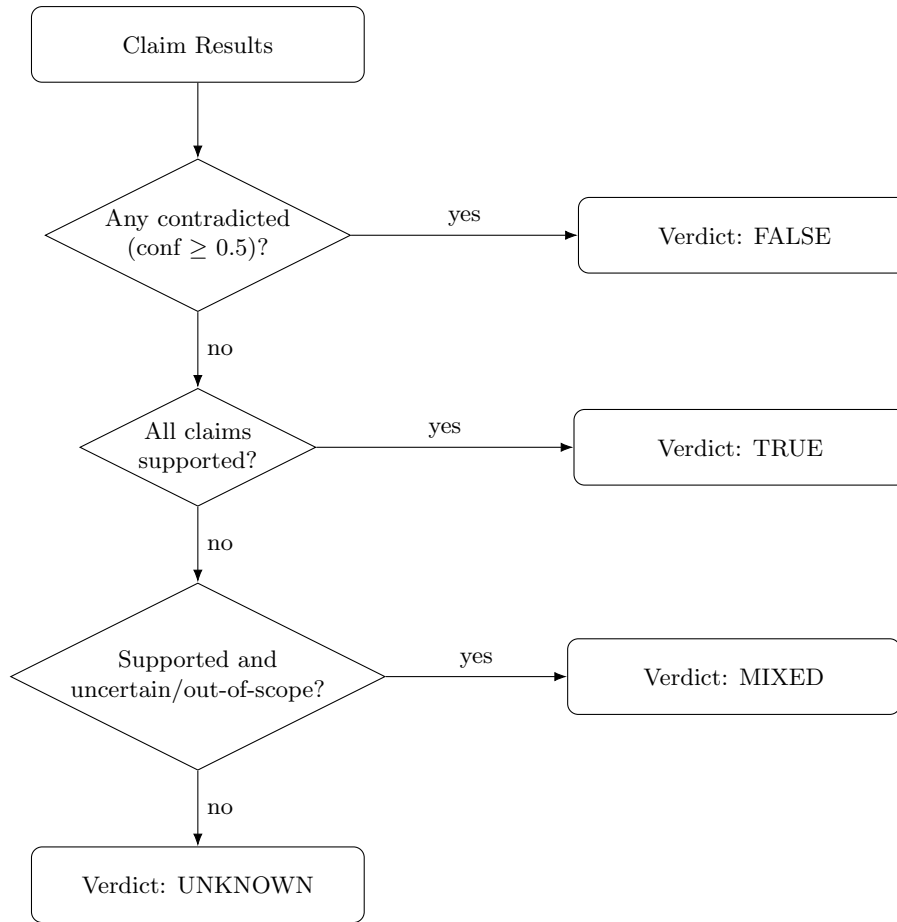 Claim Results
Any contradicted
(conf ≥ 0.5)?
yes
Verdict: FALSE
no
All claims
supported?
yes
Verdict: TRUE
no
Supported and
uncertain/out-of-scope?
yes
Verdict: MIXED
no
Verdict: UNKNOWN